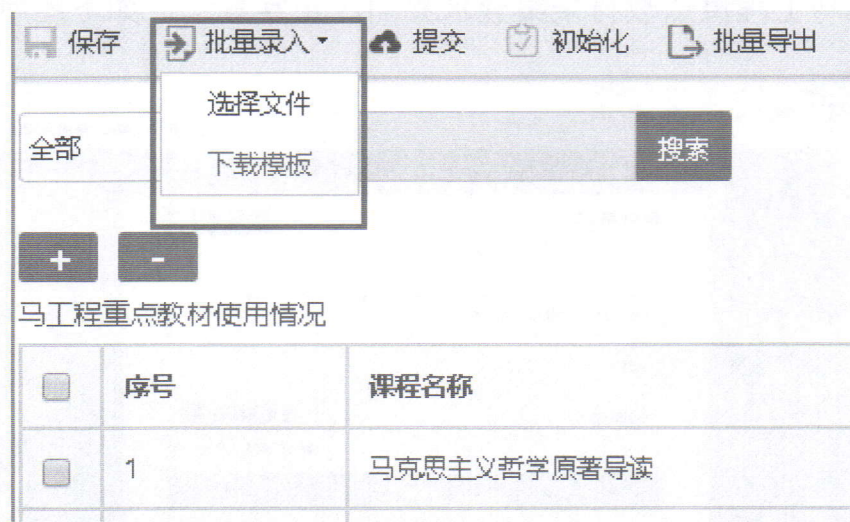 保存 批量录入 提交 初始化 批量导出
选择文件
全部 搜索
下载模板
+ -
马工程重点教材使用情况
序号 课程名称
1 马克思主义哲学原著导读